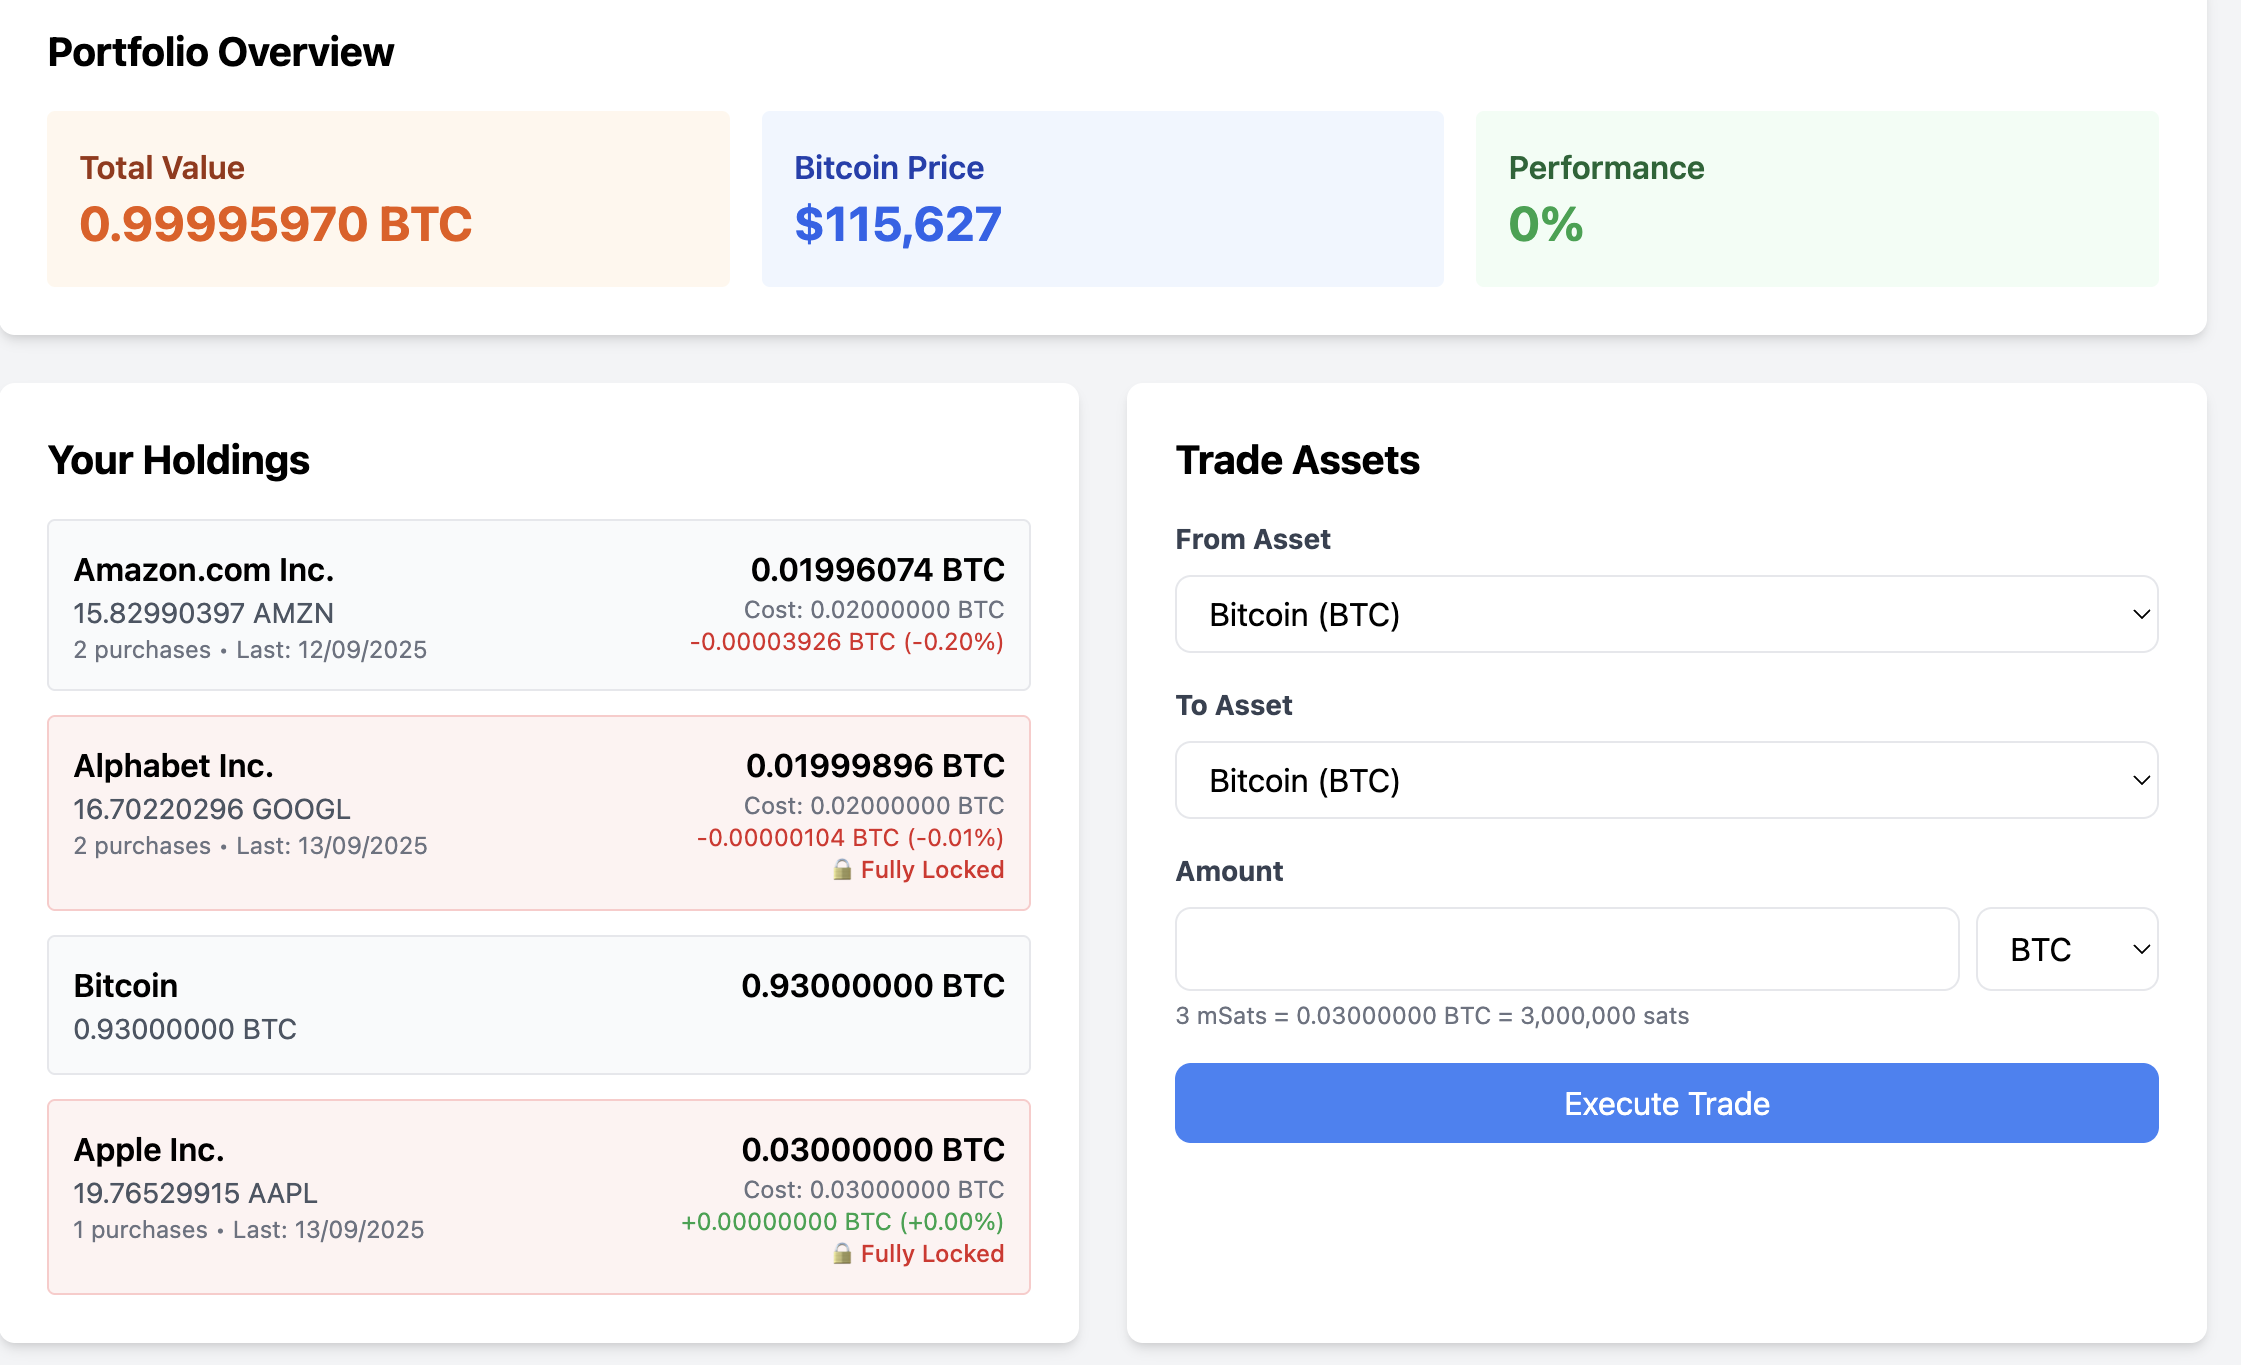 Portfolio Overview
Total Value
0.99995970 BTC
Bitcoin Price
$115,627
Performance
0%
Your Holdings
Amazon.com Inc.
0.01996074 BTC
15.82990397 AMZN
Cost: 0.02000000 BTC
2 purchases • Last: 12/09/2025
-0.00003926 BTC (-0.20%)
Alphabet Inc.
0.01999896 BTC
16.70220296 GOOGL
Cost: 0.02000000 BTC
2 purchases • Last: 13/09/2025
-0.00000104 BTC (-0.01%)
🔒 Fully Locked
Bitcoin
0.93000000 BTC
0.93000000 BTC
Apple Inc.
0.03000000 BTC
19.76529915 AAPL
Cost: 0.03000000 BTC
1 purchases • Last: 13/09/2025
+0.00000000 BTC (+0.00%)
🔒 Fully Locked
Trade Assets
From Asset
Bitcoin (BTC)
To Asset
Bitcoin (BTC)
Amount
BTC
3 mSats = 0.03000000 BTC = 3,000,000 sats
Execute Trade